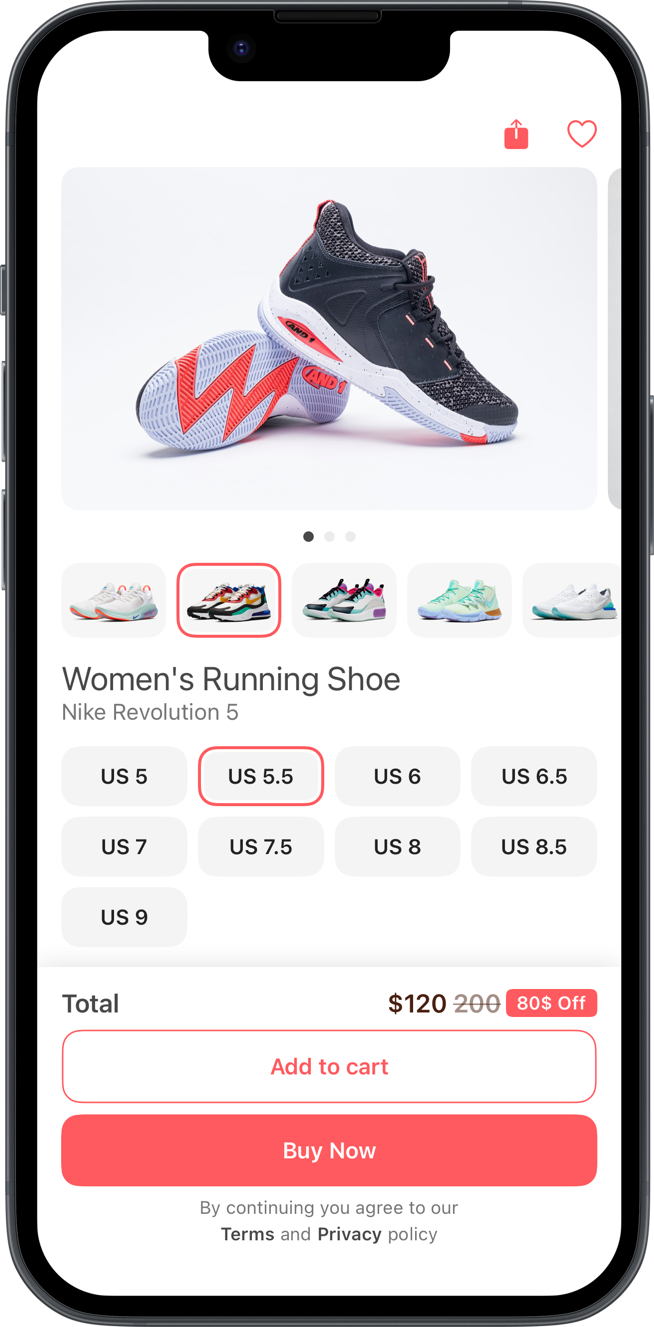 AND 1
AND 1
Women's Running Shoe
Nike Revolution 5
US 5 US 5.5 US 6 US 6.5
US 7 US 7.5 US 8 US 8.5
US 9
Total $120 200 80$ Off
Add to cart
Buy Now
By continuing you agree to our
Terms and Privacy policy